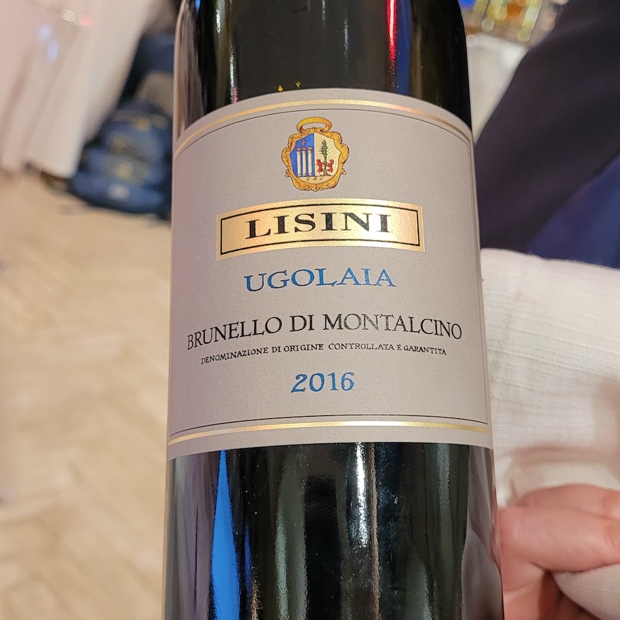 LISINI
UGOLAIA
BRUNELLO DI MONTALCINO
DENOMINAZIONE DI ORIGINE CONTROLLATA E GARANTITA
2016